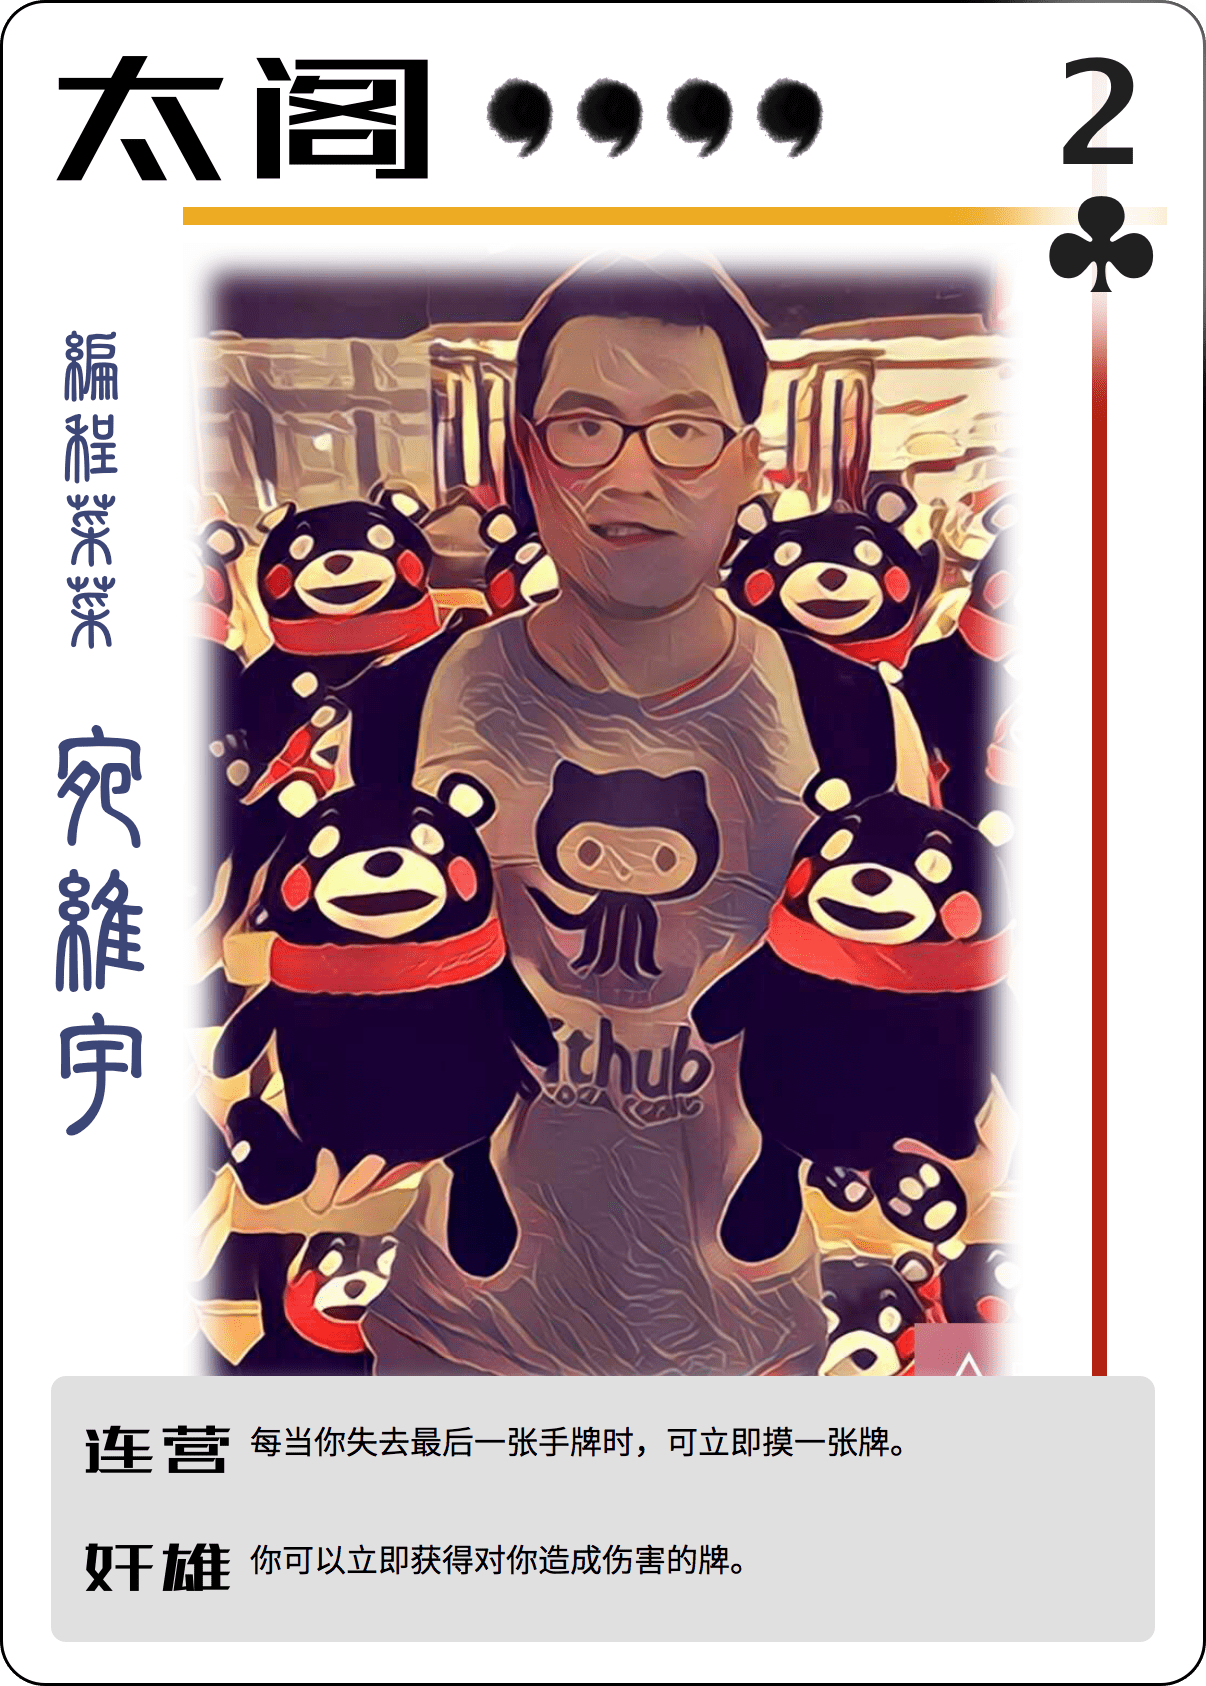 太阁
2
編程菜菜
宛維宇
ithub
连营 每当你失去最后一张手牌时，可立即摸一张牌。
奸雄 你可以立即获得对你造成伤害的牌。